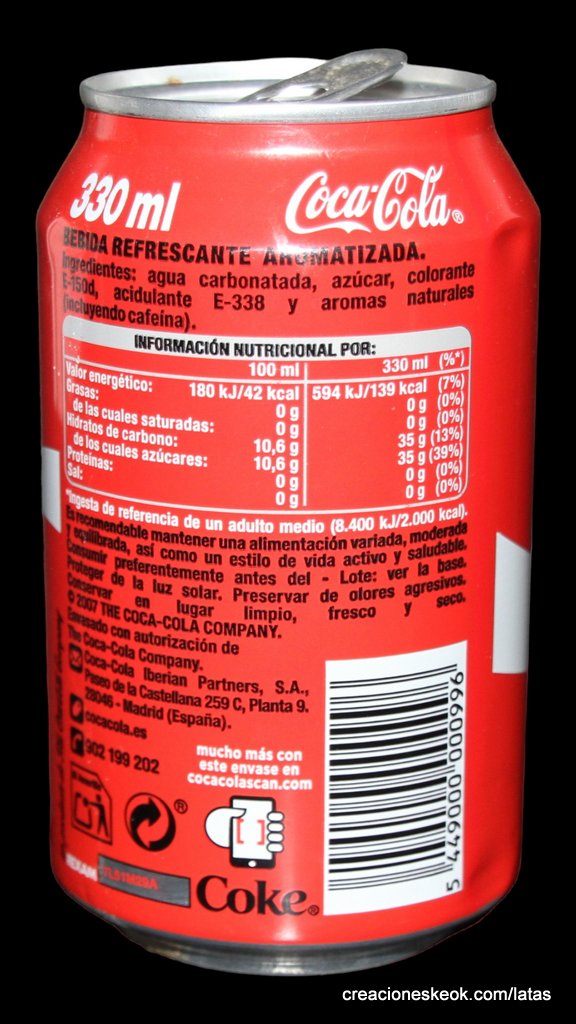 330 ml
Coca-Cola®
BEBIDA REFRESCANTE AROMATIZADA.
Ingredientes: agua carbonatada, azúcar, colorante
E-150d, acidulante E-338 y aromas naturales
(incluyendo cafeína).
INFORMACIÓN NUTRICIONAL POR:
100 ml 330 ml (%*)
Valor energético: 180 kJ/42 kcal 594 kJ/139 kcal (7%)
Grasas: 0 g 0 g (0%)
de las cuales saturadas: 0 g 0 g (0%)
Hidratos de carbono: 10,6 g 35 g (13%)
de los cuales azúcares: 10,6 g 35 g (39%)
Proteínas: 0 g 0 g (0%)
Sal: 0 g 0 g (0%)
*Ingesta de referencia de un adulto medio (8.400 kJ/2.000 kcal).
Es recomendable mantener una alimentación variada, moderada
y equilibrada, así como un estilo de vida activo y saludable.
Consumir preferentemente antes del - Lote: ver la base.
Proteger de la luz solar. Preservar de olores agresivos.
Conservar en lugar limpio, fresco y seco.
© 2007 THE COCA-COLA COMPANY.
Envasado con autorización de
The Coca-Cola Company.
Coca-Cola Iberian Partners, S.A.,
Paseo de la Castellana 259 C, Planta 9.
28046 - Madrid (España).
cocacola.es
902 199 202
mucho más con
este envase en
cocacolascan.com
®
REXAM
Coke®
5 449000 000996
creacioneskeok.com/latas